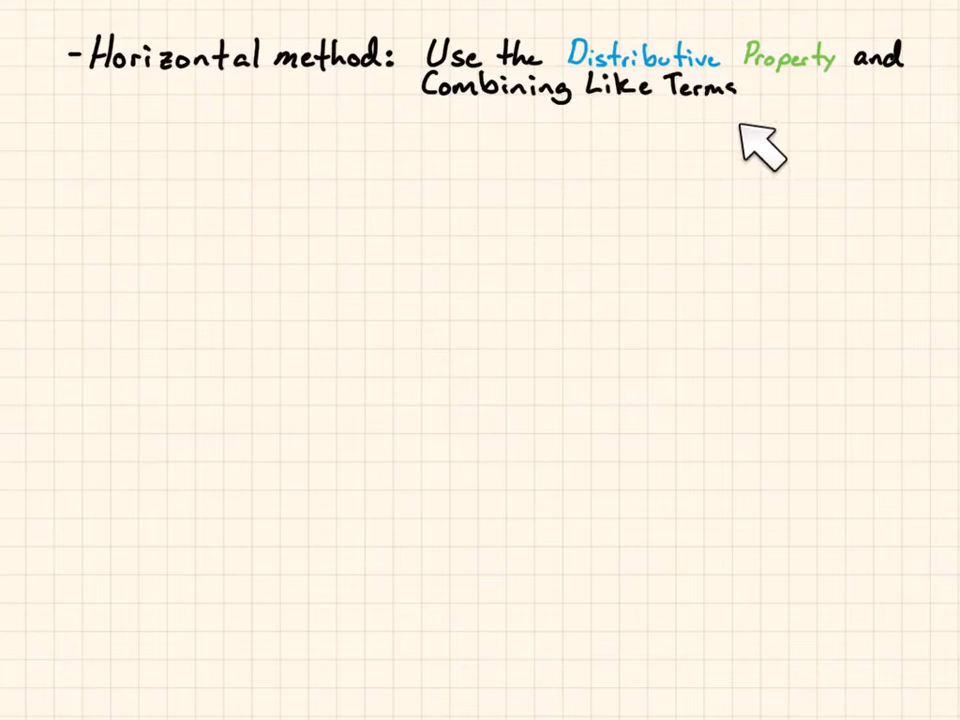 -Horizontal method: Use the Distributive Property and
Combining Like Terms